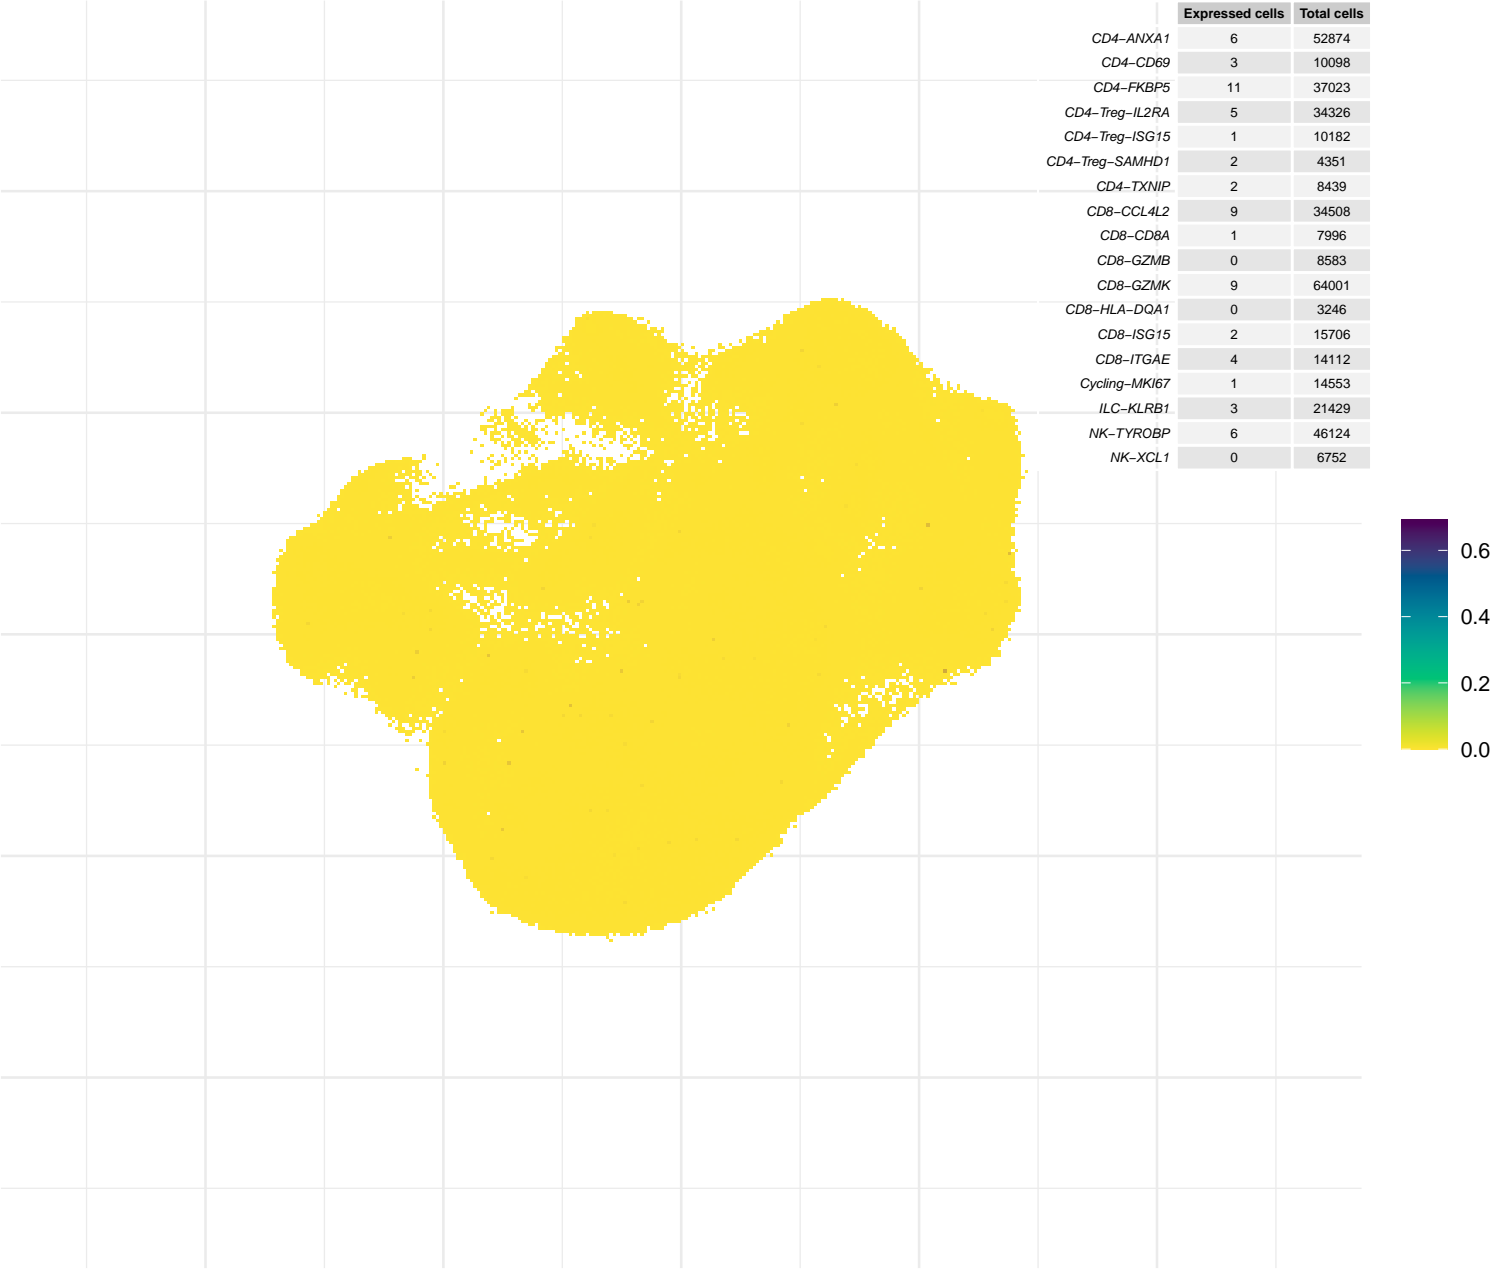 Expressed cells Total cells
CD4−ANXA1 6 52874
CD4−CD69 3 10098
CD4−FKBP5 11 37023
CD4−Treg−IL2RA 5 34326
CD4−Treg−ISG15 1 10182
CD4−Treg−SAMHD1 2 4351
CD4−TXNIP 2 8439
CD8−CCL4L2 9 34508
CD8−CD8A 1 7996
CD8−GZMB 0 8583
CD8−GZMK 9 64001
CD8−HLA−DQA1 0 3246
CD8−ISG15 2 15706
CD8−ITGAE 4 14112
Cycling−MKI67 1 14553
ILC−KLRB1 3 21429
NK−TYROBP 6 46124
NK−XCL1 0 6752
0.6
0.4
0.2
0.0